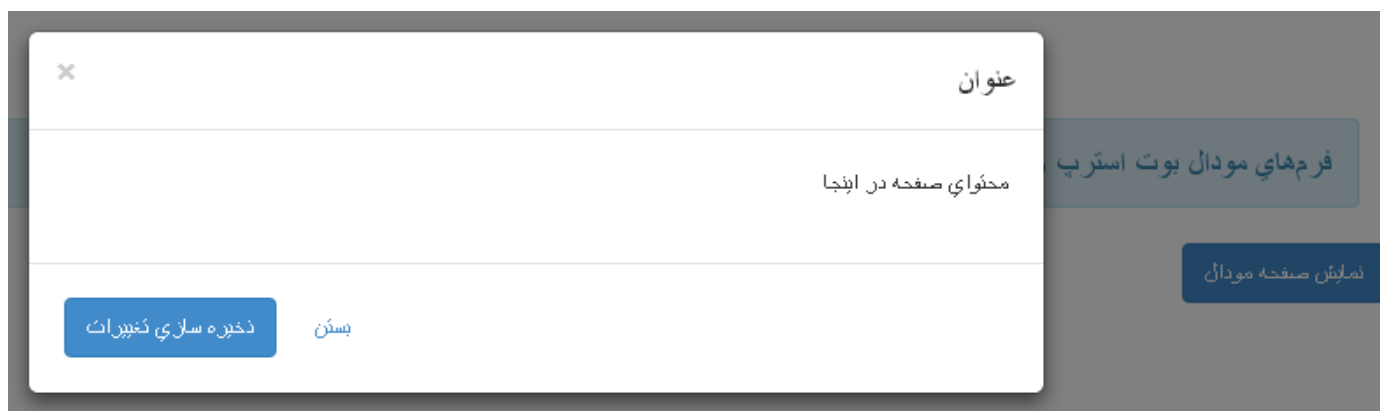 عنوان
×
محتواي صفحه در اينجا
بستن
ذخيره سازي تغييرات
فرم‌هاي مودال بوت استرپ
نمايش صفحه مودال